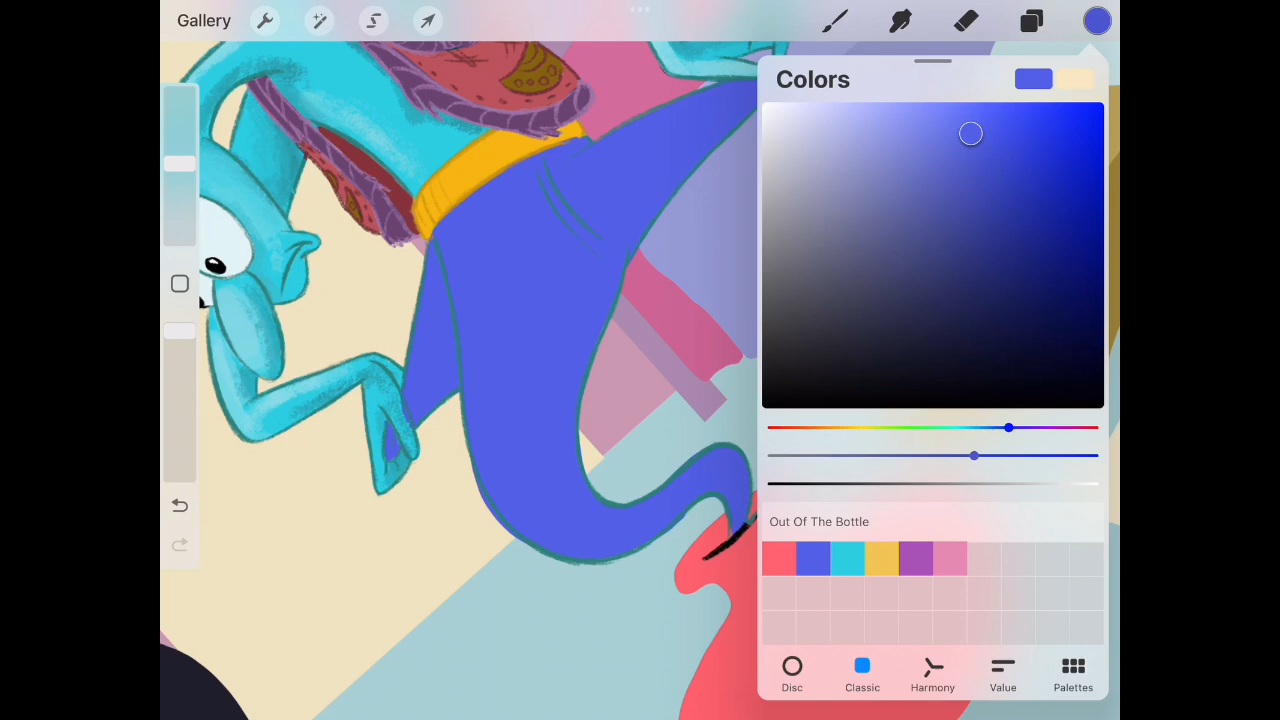 Gallery
Colors
Out Of The Bottle
Disc
Classic
Harmony
Value
Palettes